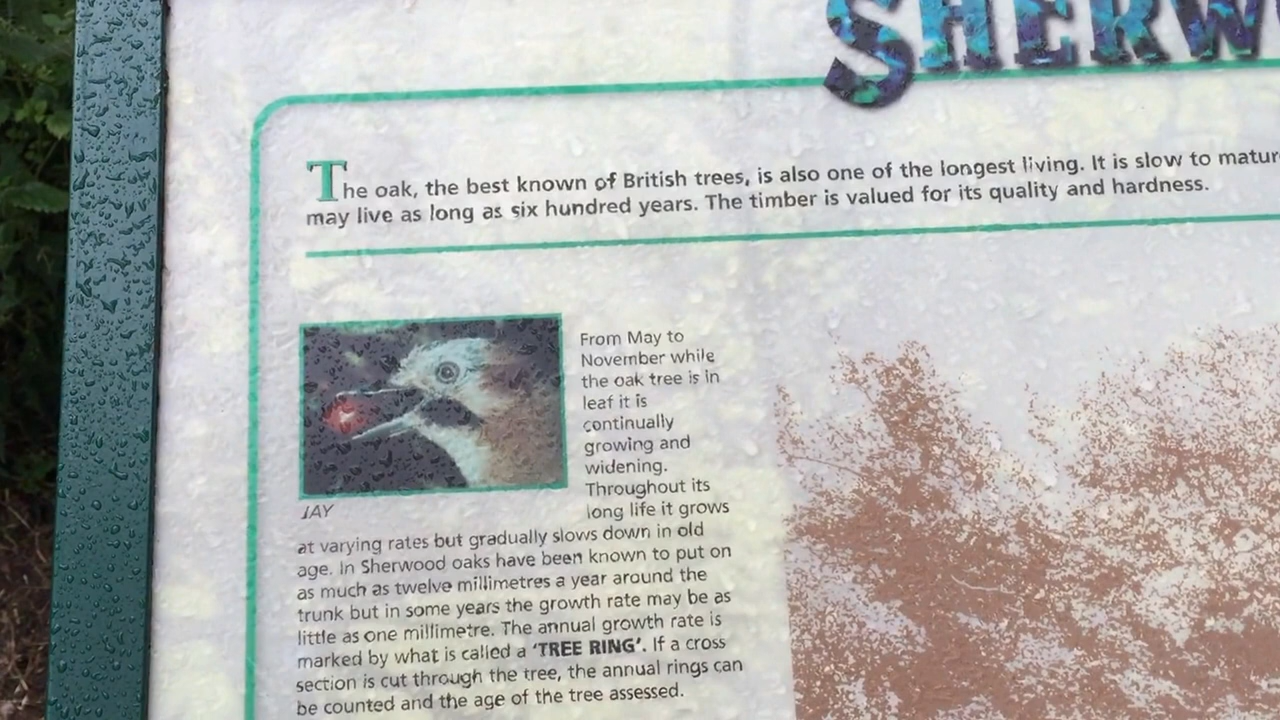 SHERW
The oak, the best known of British trees, is also one of the longest living. It is slow to matur
may live as long as six hundred years. The timber is valued for its quality and hardness.
From May to
November while
the oak tree is in
leaf it is
continually
growing and
widening.
Throughout its
long life it grows
JAY
at varying rates but gradually slows down in old
age. In Sherwood oaks have been known to put on
as much as twelve millimetres a year around the
trunk but in some years the growth rate may be as
little as one millimetre. The annual growth rate is
marked by what is called a 'TREE RING'. If a cross
section is cut through the tree, the annual rings can
be counted and the age of the tree assessed.